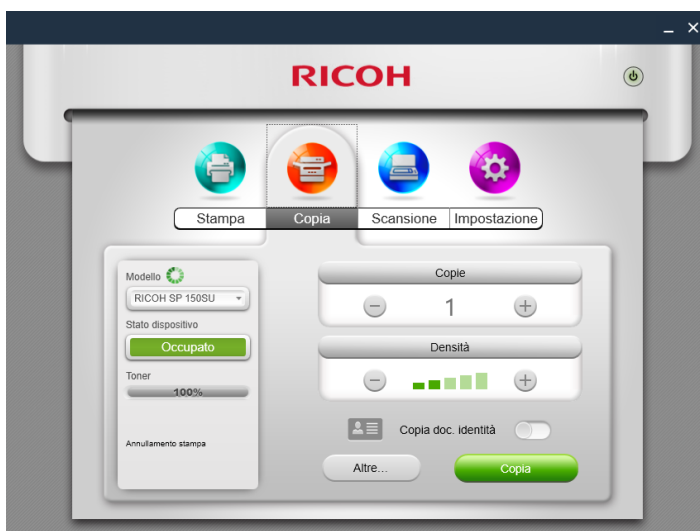 RICOH
Stampa Copia Scansione Impostazione
Modello
RICOH SP 150SU
Stato dispositivo
Occupato
Toner
100%
Annullamento stampa
Copie
1
Densità
Copia doc. identità
Altre... Copia